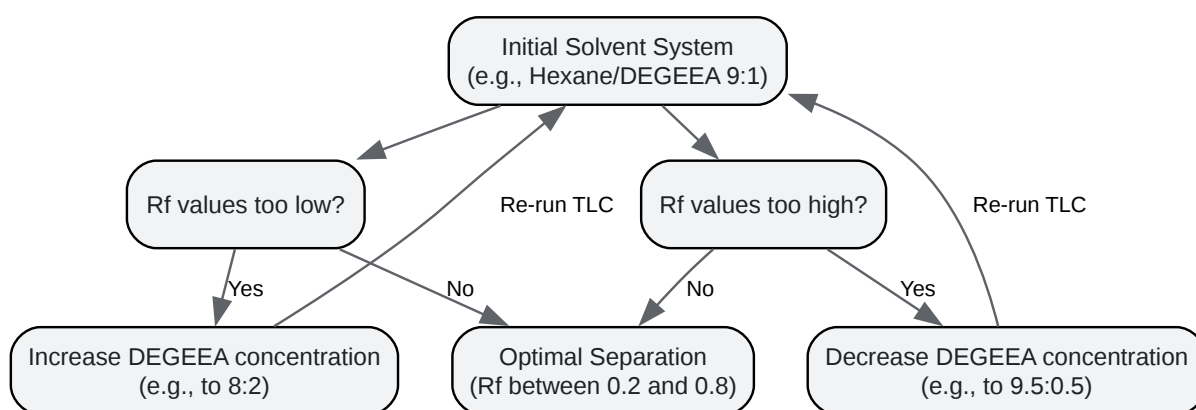 Initial Solvent System
(e.g., Hexane/DEGEEA 9:1)
Rf values too low?
Re-run TLC
Rf values too high?
Re-run TLC
Yes
No
No
Yes
Increase DEGEEA concentration
(e.g., to 8:2)
Optimal Separation
(Rf between 0.2 and 0.8)
Decrease DEGEEA concentration
(e.g., to 9.5:0.5)